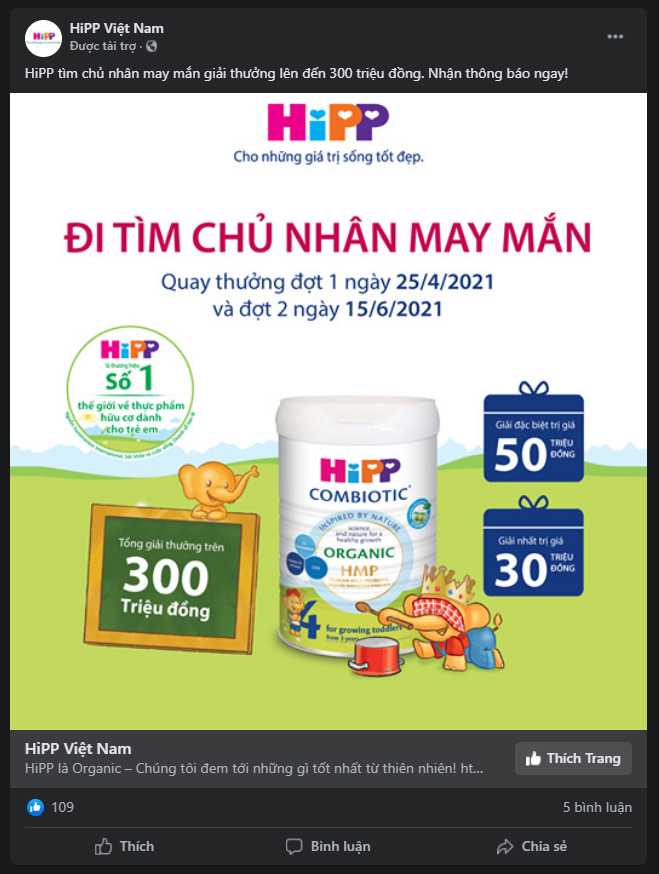 HiPP Việt Nam
Được tài trợ ·
HiPP tìm chủ nhân may mắn giải thưởng lên đến 300 triệu đồng. Nhận thông báo ngay!
HiPP
Cho những giá trị sống tốt đẹp.
ĐI TÌM CHỦ NHÂN MAY MẮN
Quay thưởng đợt 1 ngày 25/4/2021
và đợt 2 ngày 15/6/2021
HiPP
là thương hiệu
Số 1
thế giới về thực phẩm
hữu cơ dành
cho trẻ em
Giải đặc biệt trị giá
50 TRIỆU ĐỒNG
Giải nhất trị giá
30 TRIỆU ĐỒNG
Tổng giải thưởng trên
300
Triệu đồng
HiPP
COMBIOTIC
INSPIRED BY NATURE
science
and nature for a
healthy growth
ORGANIC
HMP
4
for growing toddlers
from 3 years
HiPP Việt Nam
HiPP là Organic – Chúng tôi đem tới những gì tốt nhất từ thiên nhiên! ht...
Thích Trang
109
5 bình luận
Thích
Bình luận
Chia sẻ